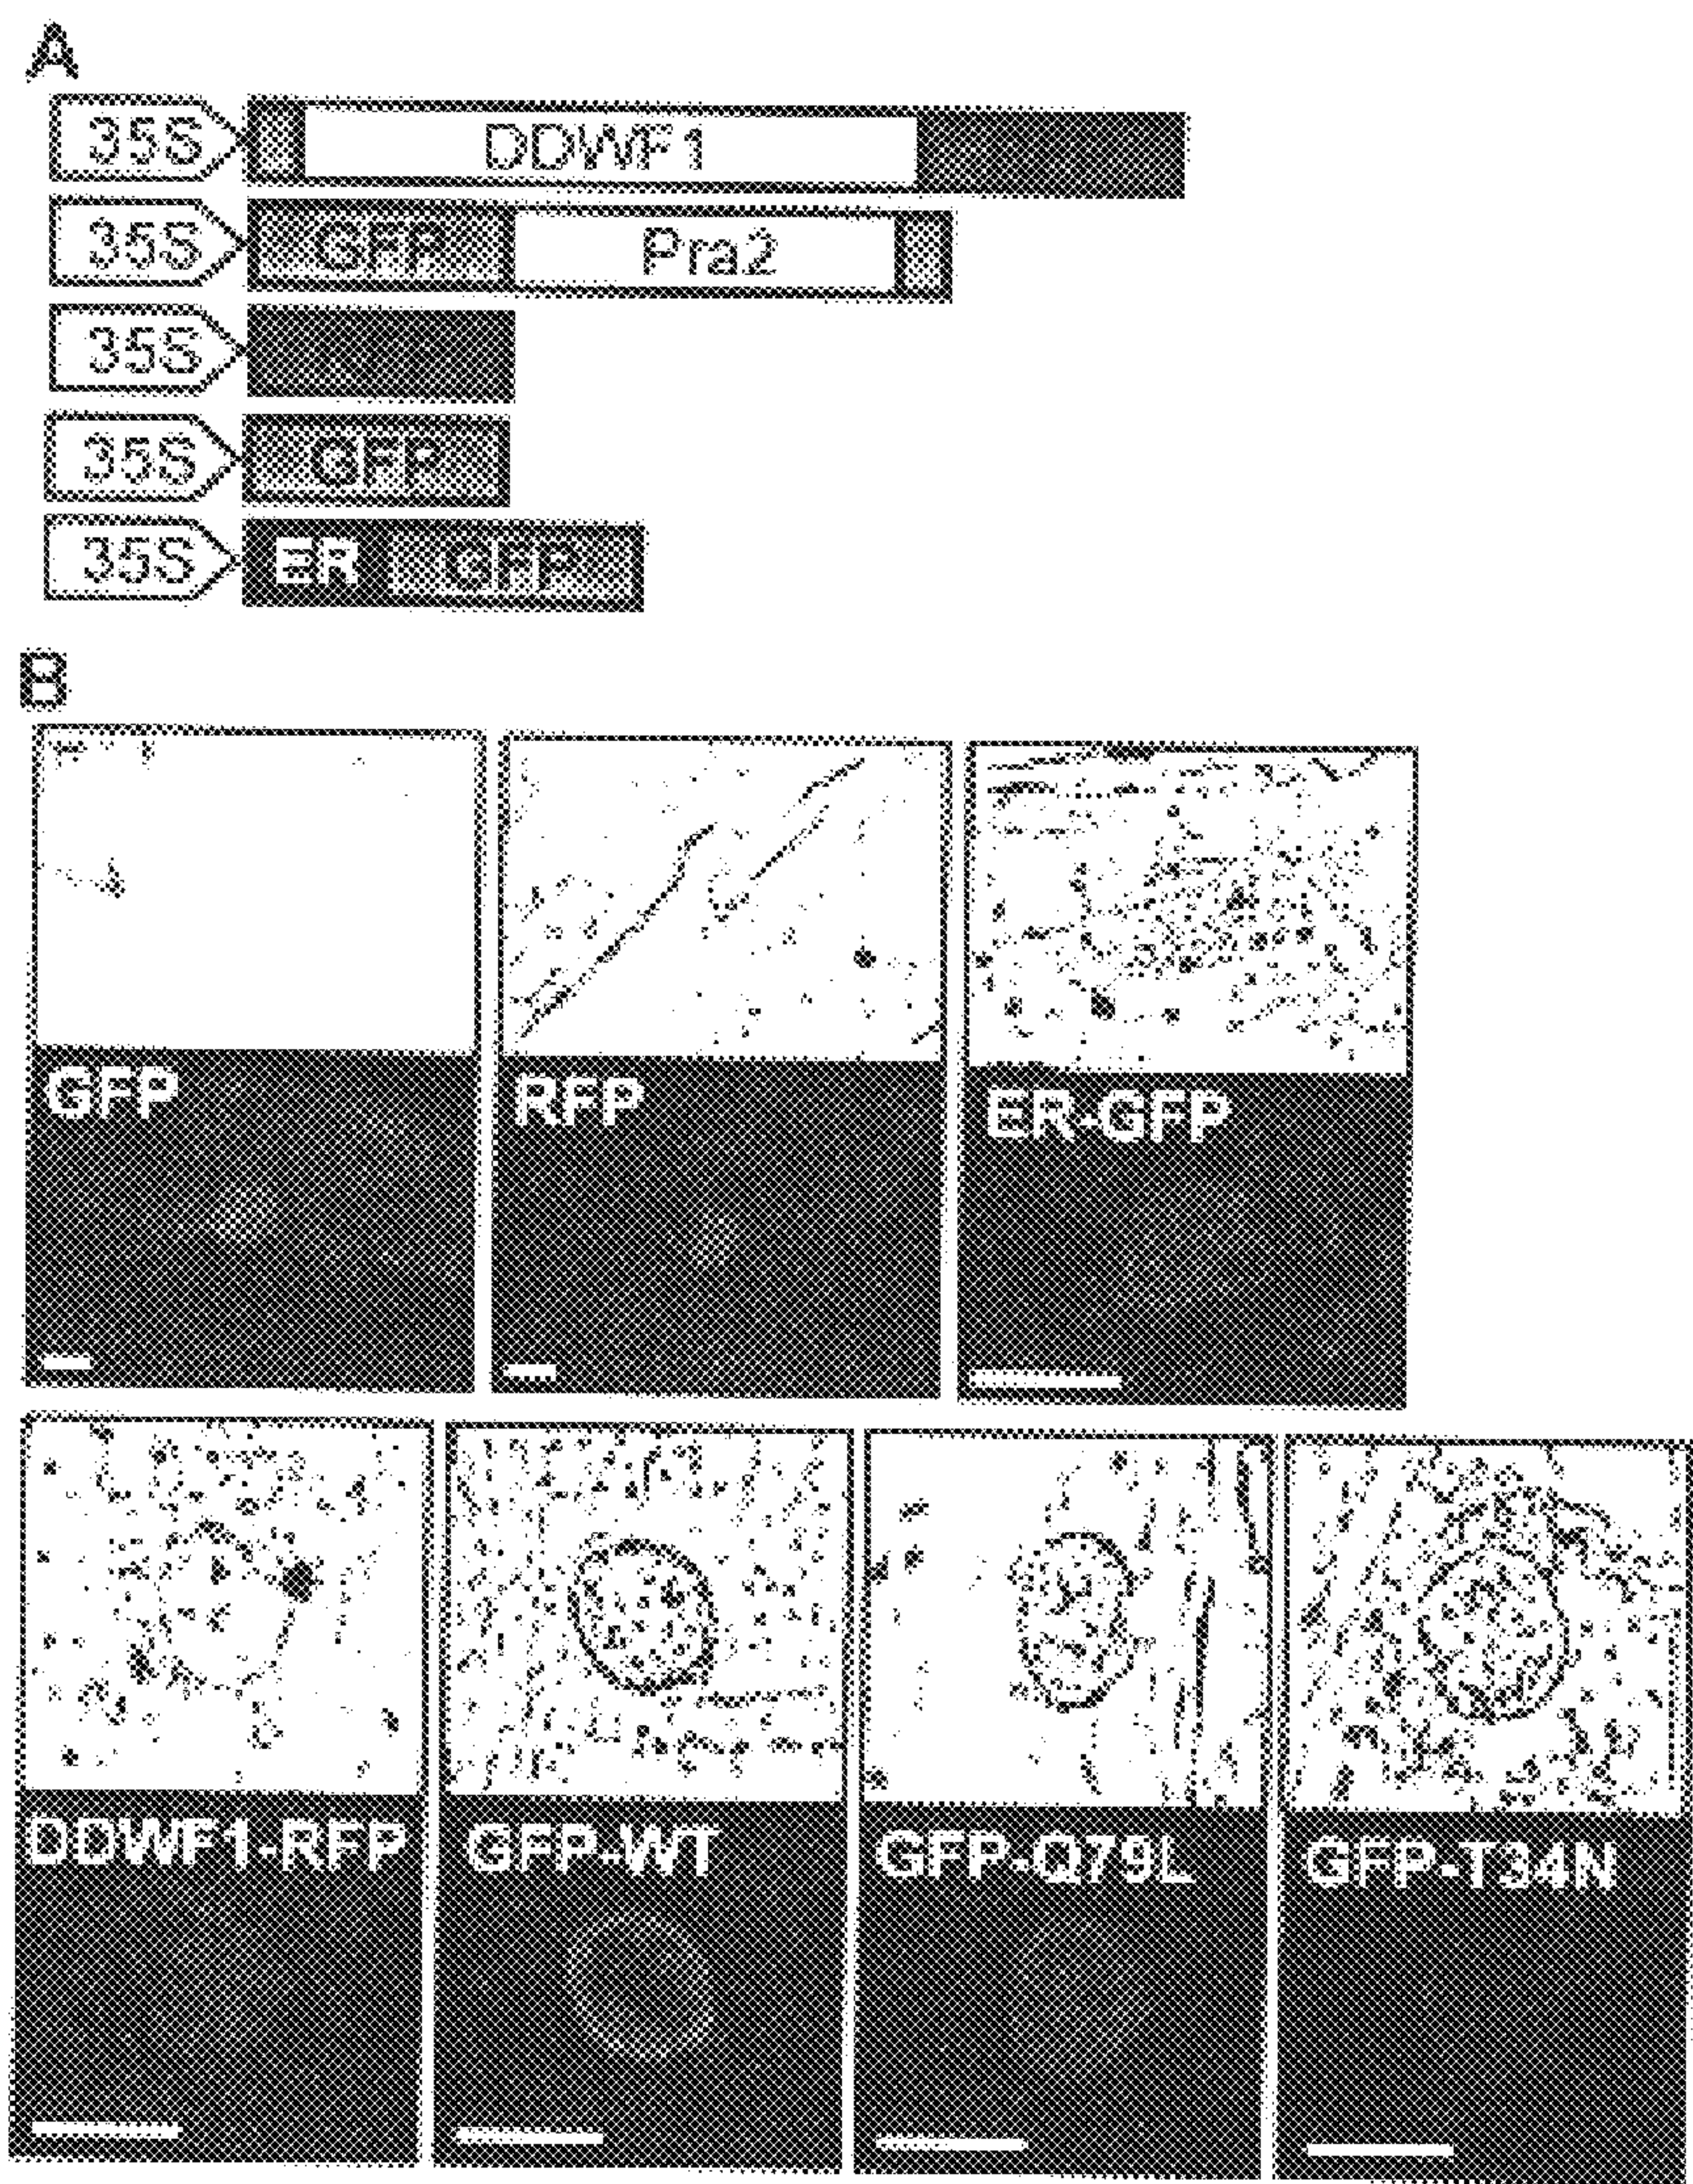 A
35S DDWF1
35S GFP Pra2
35S
35S GFP
35S ER GFP
B
GFP RFP ER-GFP
DDWF1-RFP GFP-WT GFP-Q79L GFP-T34N